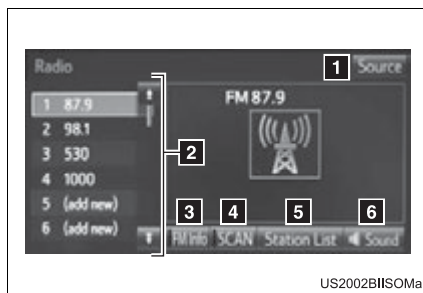 Radio
1 Source
1 87.9
FM 87.9
2 98.1
2
3 530
4 1000
3 4 5 6
5 (add new)
6 (add new)
FM Info SCAN Station List Sound
US2002BIISOMa